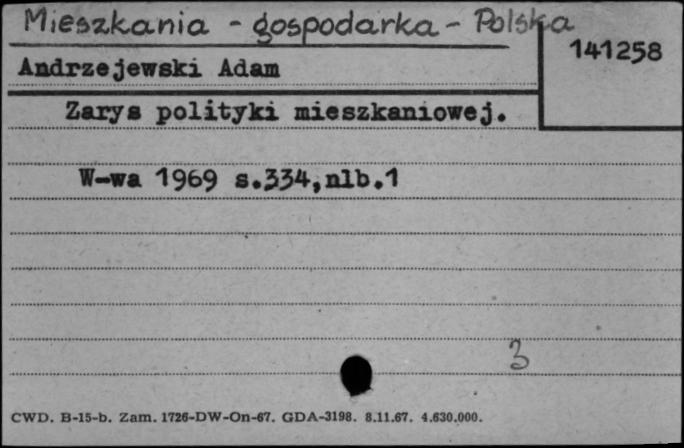 Mieszkania - gospodarka - Polska
141258
Andrzejewski Adam
Zarys polityki mieszkaniowej.
W-wa 1969 s.334,nlb.1
3
CWD. B-15-b. Zam. 1726-DW-On-67. GDA-3198. 8.11.67. 4.630.000.